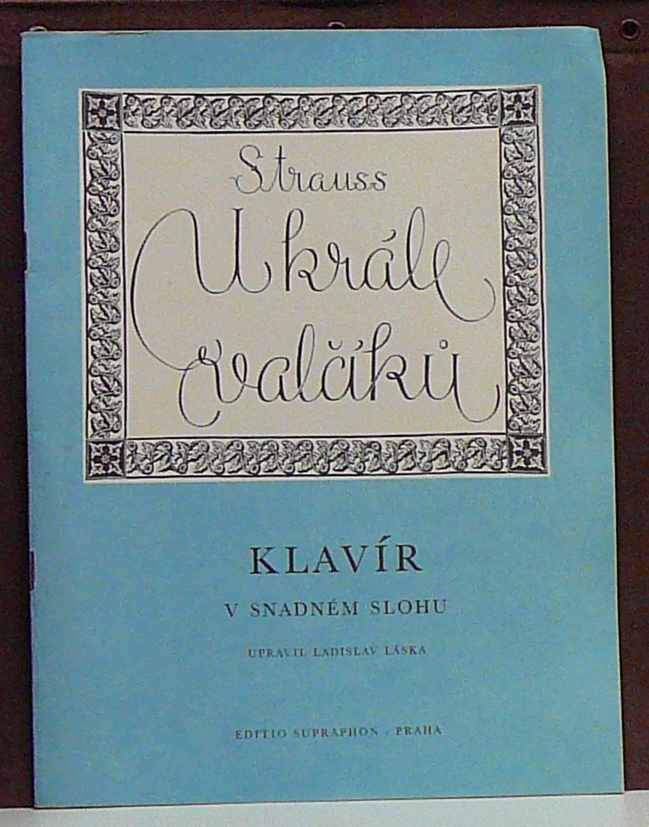 Strauss
U krále
valčíků
KLAVÍR
V SNADNÉM SLOHU
UPRAVIL LADISLAV LÁSKA
EDITIO SUPRAPHON • PRAHA